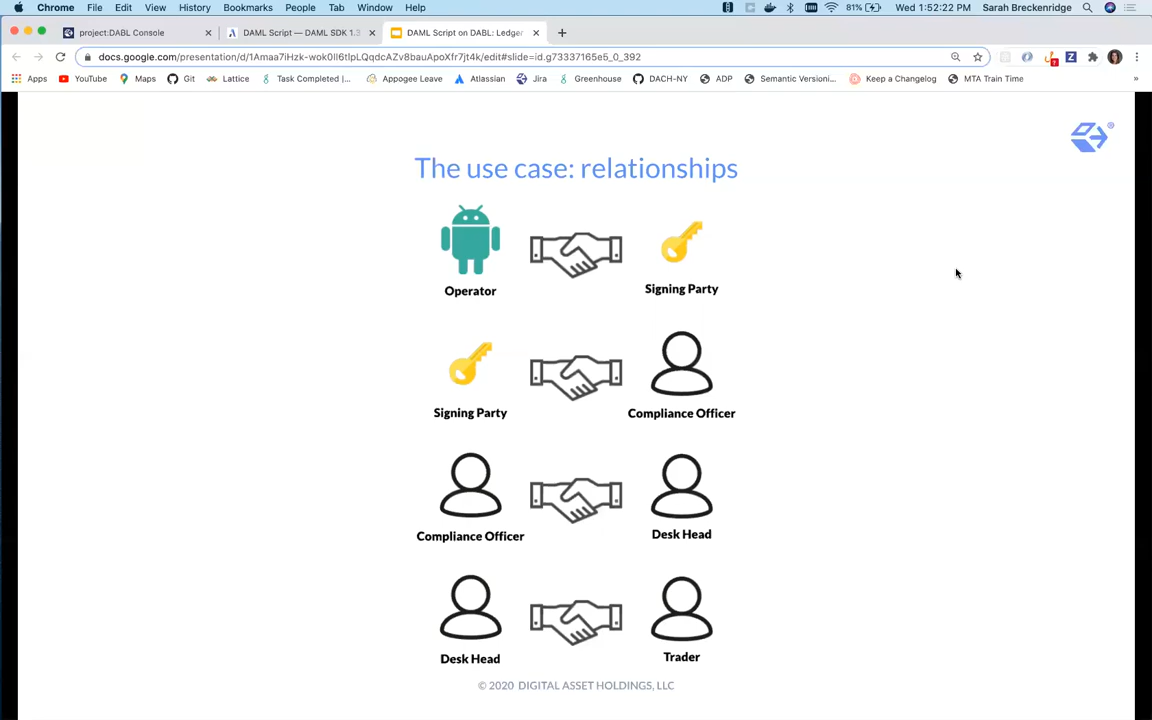 Chrome File Edit View History Bookmarks People Tab Window Help 81% Wed 1:52:22 PM Sarah Breckenridge
project:DABL Console DAML Script — DAML SDK 1.3 DAML Script on DABL: Ledger
docs.google.com/presentation/d/1Amaa7iHzk-wok0Il6tIpLQqdcAZv8bauApoXfr7jt4k/edit#slide=id.g73337165e5_0_392
Apps YouTube Maps Git Lattice Task Completed |... Appogee Leave Atlassian Jira Greenhouse DACH-NY ADP Semantic Versioni... Keep a Changelog MTA Train Time »
The use case: relationships
Operator
Signing Party
Signing Party
Compliance Officer
Compliance Officer
Desk Head
Desk Head
Trader
© 2020 DIGITAL ASSET HOLDINGS, LLC